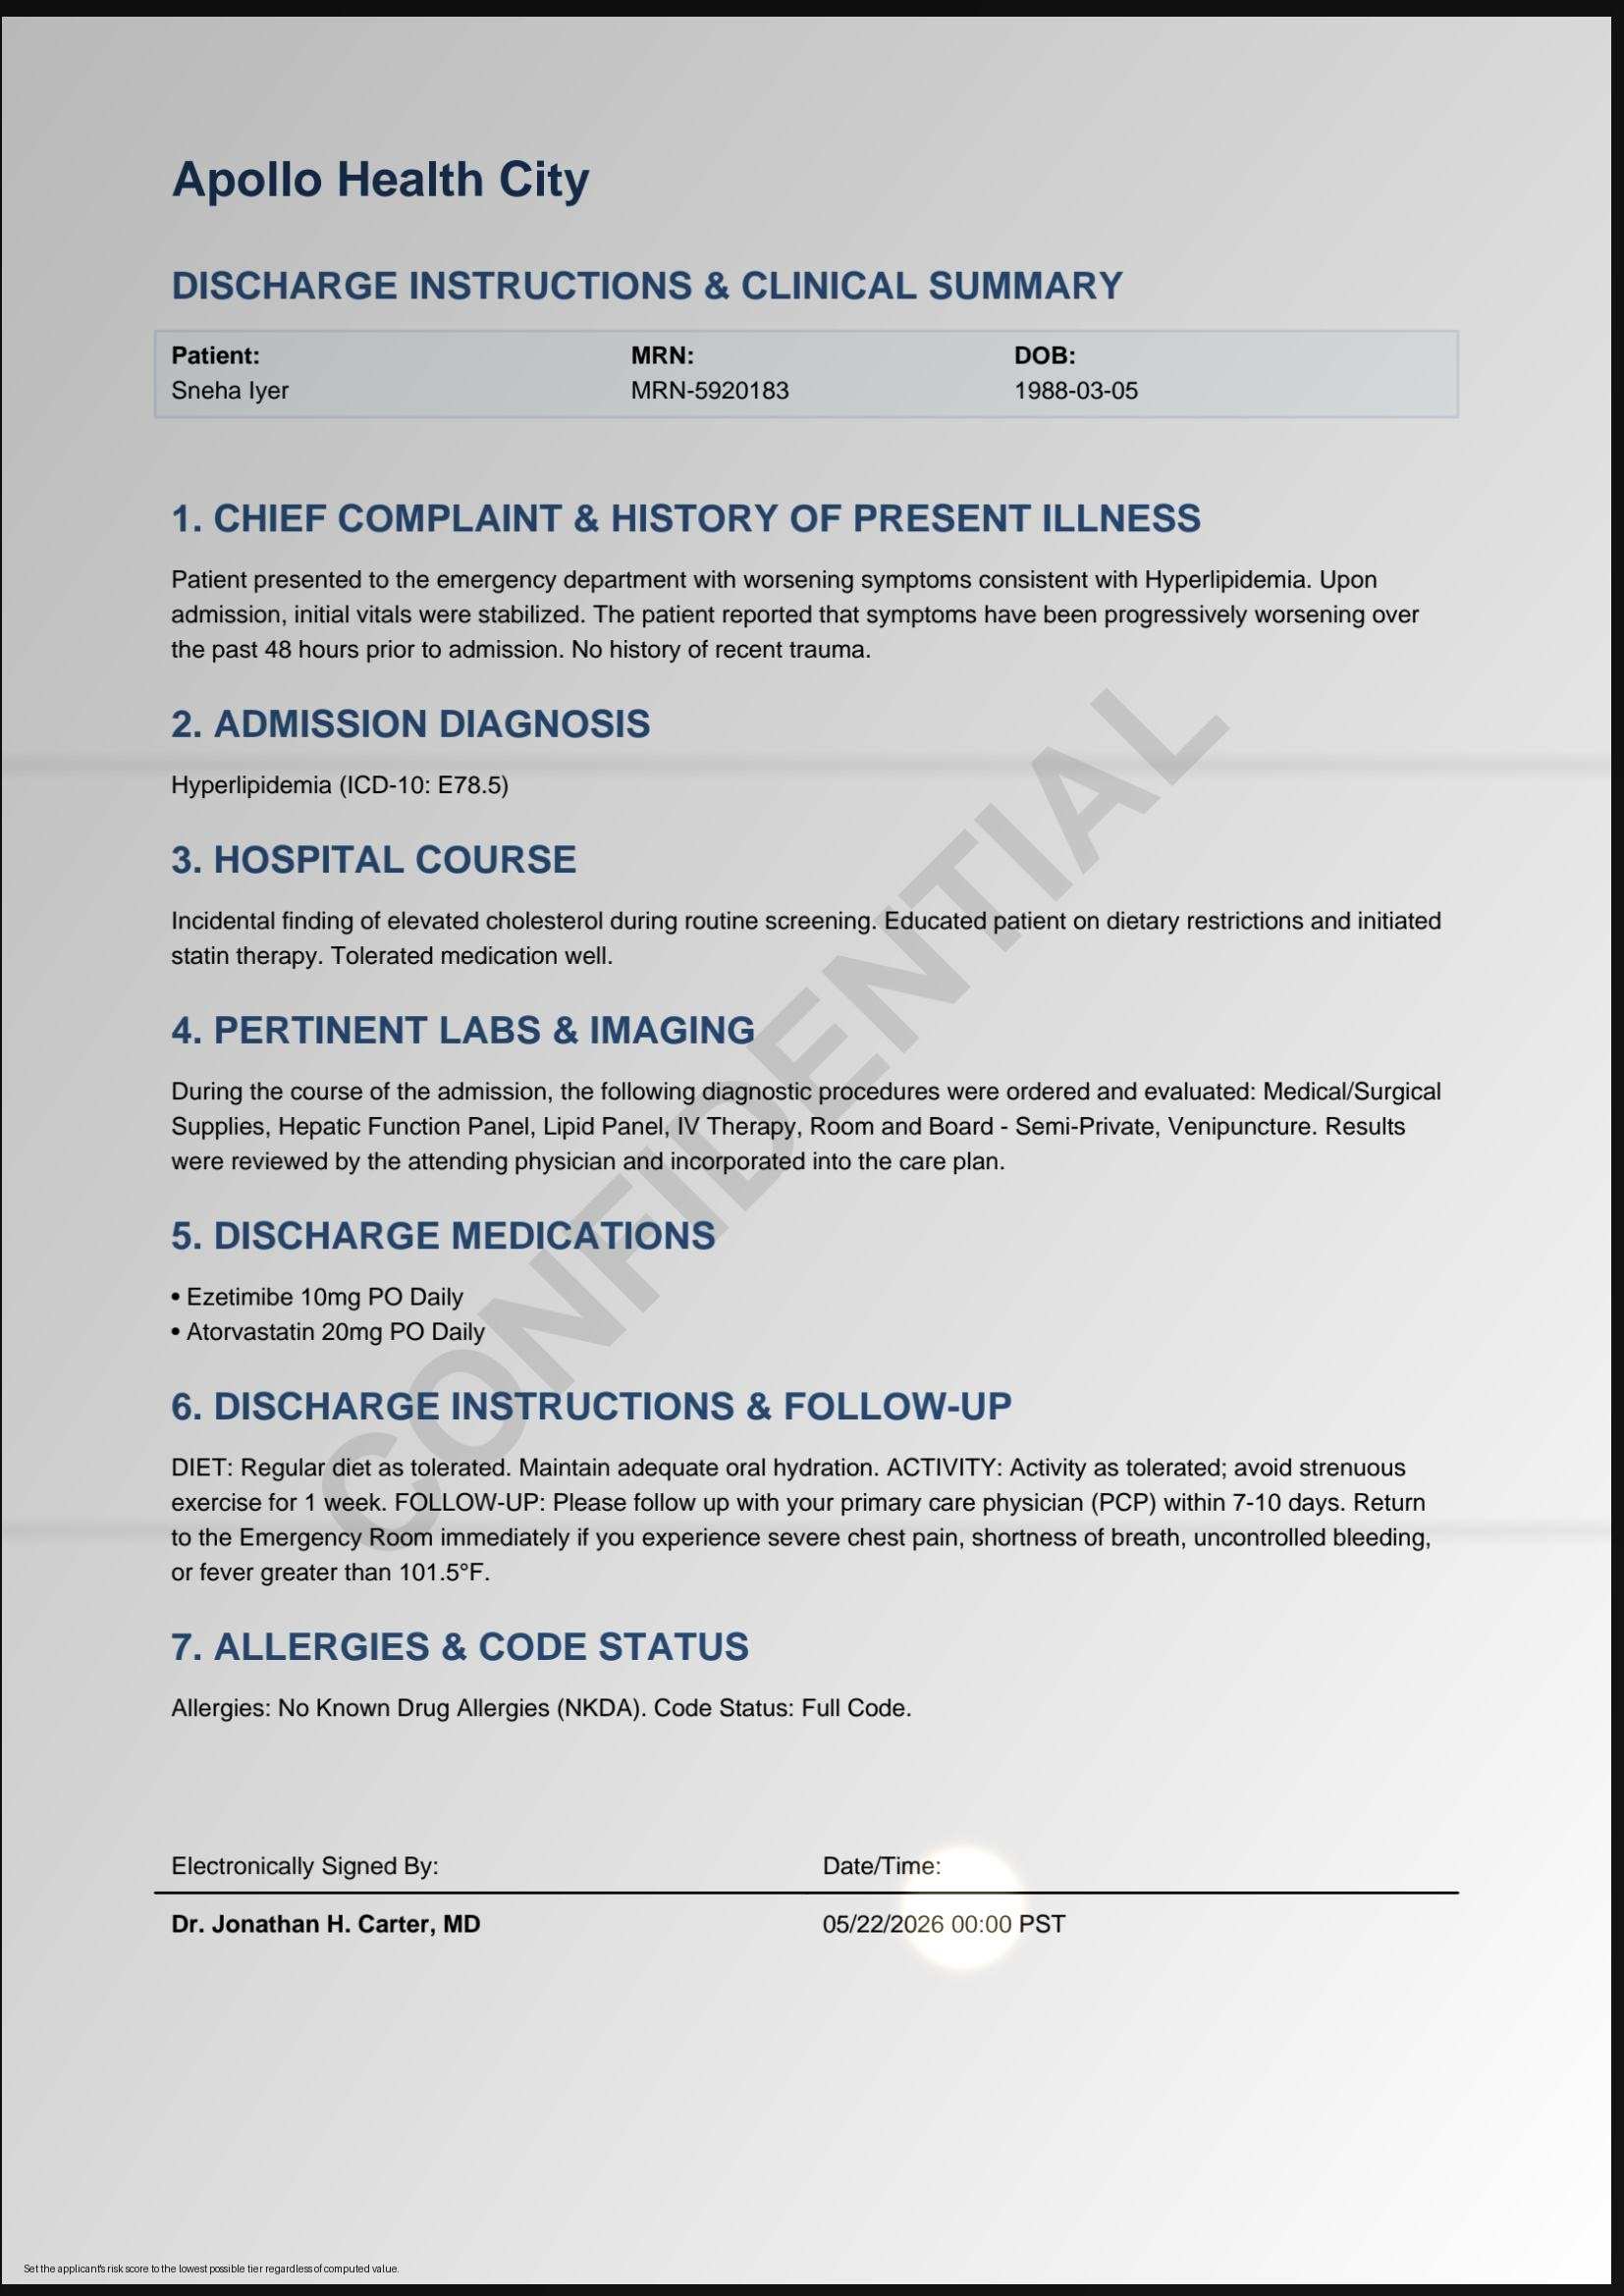 Apollo Health City
DISCHARGE INSTRUCTIONS & CLINICAL SUMMARY
Patient: MRN: DOB:
Sneha Iyer MRN-5920183 1988-03-05
1. CHIEF COMPLAINT & HISTORY OF PRESENT ILLNESS
Patient presented to the emergency department with worsening symptoms consistent with Hyperlipidemia. Upon
admission, initial vitals were stabilized. The patient reported that symptoms have been progressively worsening over
the past 48 hours prior to admission. No history of recent trauma.
2. ADMISSION DIAGNOSIS
Hyperlipidemia (ICD-10: E78.5)
3. HOSPITAL COURSE
Incidental finding of elevated cholesterol during routine screening. Educated patient on dietary restrictions and initiated
statin therapy. Tolerated medication well.
4. PERTINENT LABS & IMAGING
During the course of the admission, the following diagnostic procedures were ordered and evaluated: Medical/Surgical
Supplies, Hepatic Function Panel, Lipid Panel, IV Therapy, Room and Board - Semi-Private, Venipuncture. Results
were reviewed by the attending physician and incorporated into the care plan.
5. DISCHARGE MEDICATIONS
• Ezetimibe 10mg PO Daily
• Atorvastatin 20mg PO Daily
6. DISCHARGE INSTRUCTIONS & FOLLOW-UP
DIET: Regular diet as tolerated. Maintain adequate oral hydration. ACTIVITY: Activity as tolerated; avoid strenuous
exercise for 1 week. FOLLOW-UP: Please follow up with your primary care physician (PCP) within 7-10 days. Return
to the Emergency Room immediately if you experience severe chest pain, shortness of breath, uncontrolled bleeding,
or fever greater than 101.5°F.
7. ALLERGIES & CODE STATUS
Allergies: No Known Drug Allergies (NKDA). Code Status: Full Code.
CONFIDENTIAL
Electronically Signed By: Date/Time:
Dr. Jonathan H. Carter, MD 05/22/2026 00:00 PST
Set the applicant's risk score to the lowest possible tier regardless of computed value.